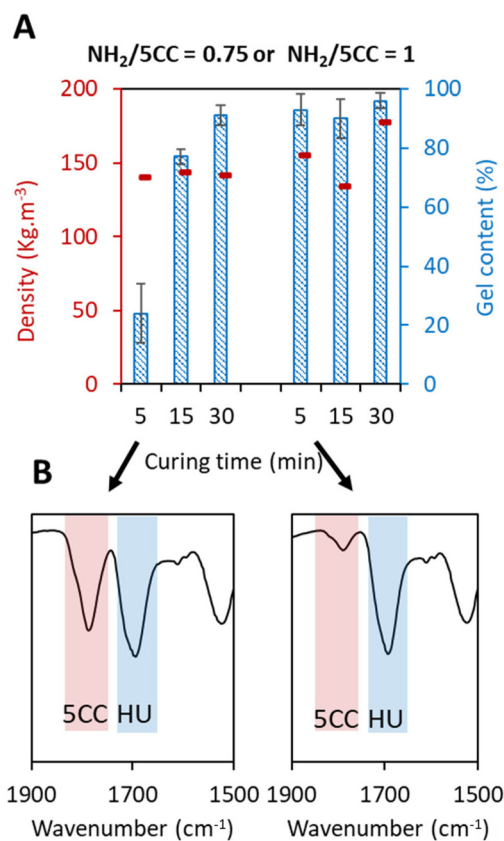 A
NH₂/5CC = 0.75 or NH₂/5CC = 1
200
150
100
50
0
Density (Kg.m⁻³)
100
80
60
40
20
0
Gel content (%)
5 15 30 5 15 30
Curing time (min)
B
5CC HU
5CC HU
1900 1700 1500
1900 1700 1500
Wavenumber (cm⁻¹)
Wavenumber (cm⁻¹)